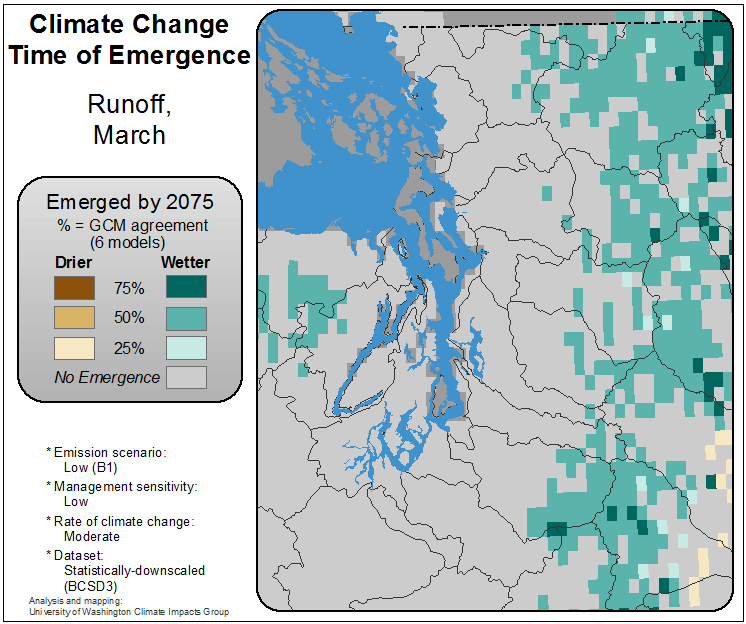 Climate Change
Time of Emergence
Runoff,
March
Emerged by 2075
% = GCM agreement
(6 models)
Drier Wetter
75%
50%
25%
No Emergence
* Emission scenario:
Low (B1)
* Management sensitivity:
Low
* Rate of climate change:
Moderate
* Dataset:
Statistically-downscaled
(BCSD3)
Analysis and mapping:
University of Washington Climate Impacts Group